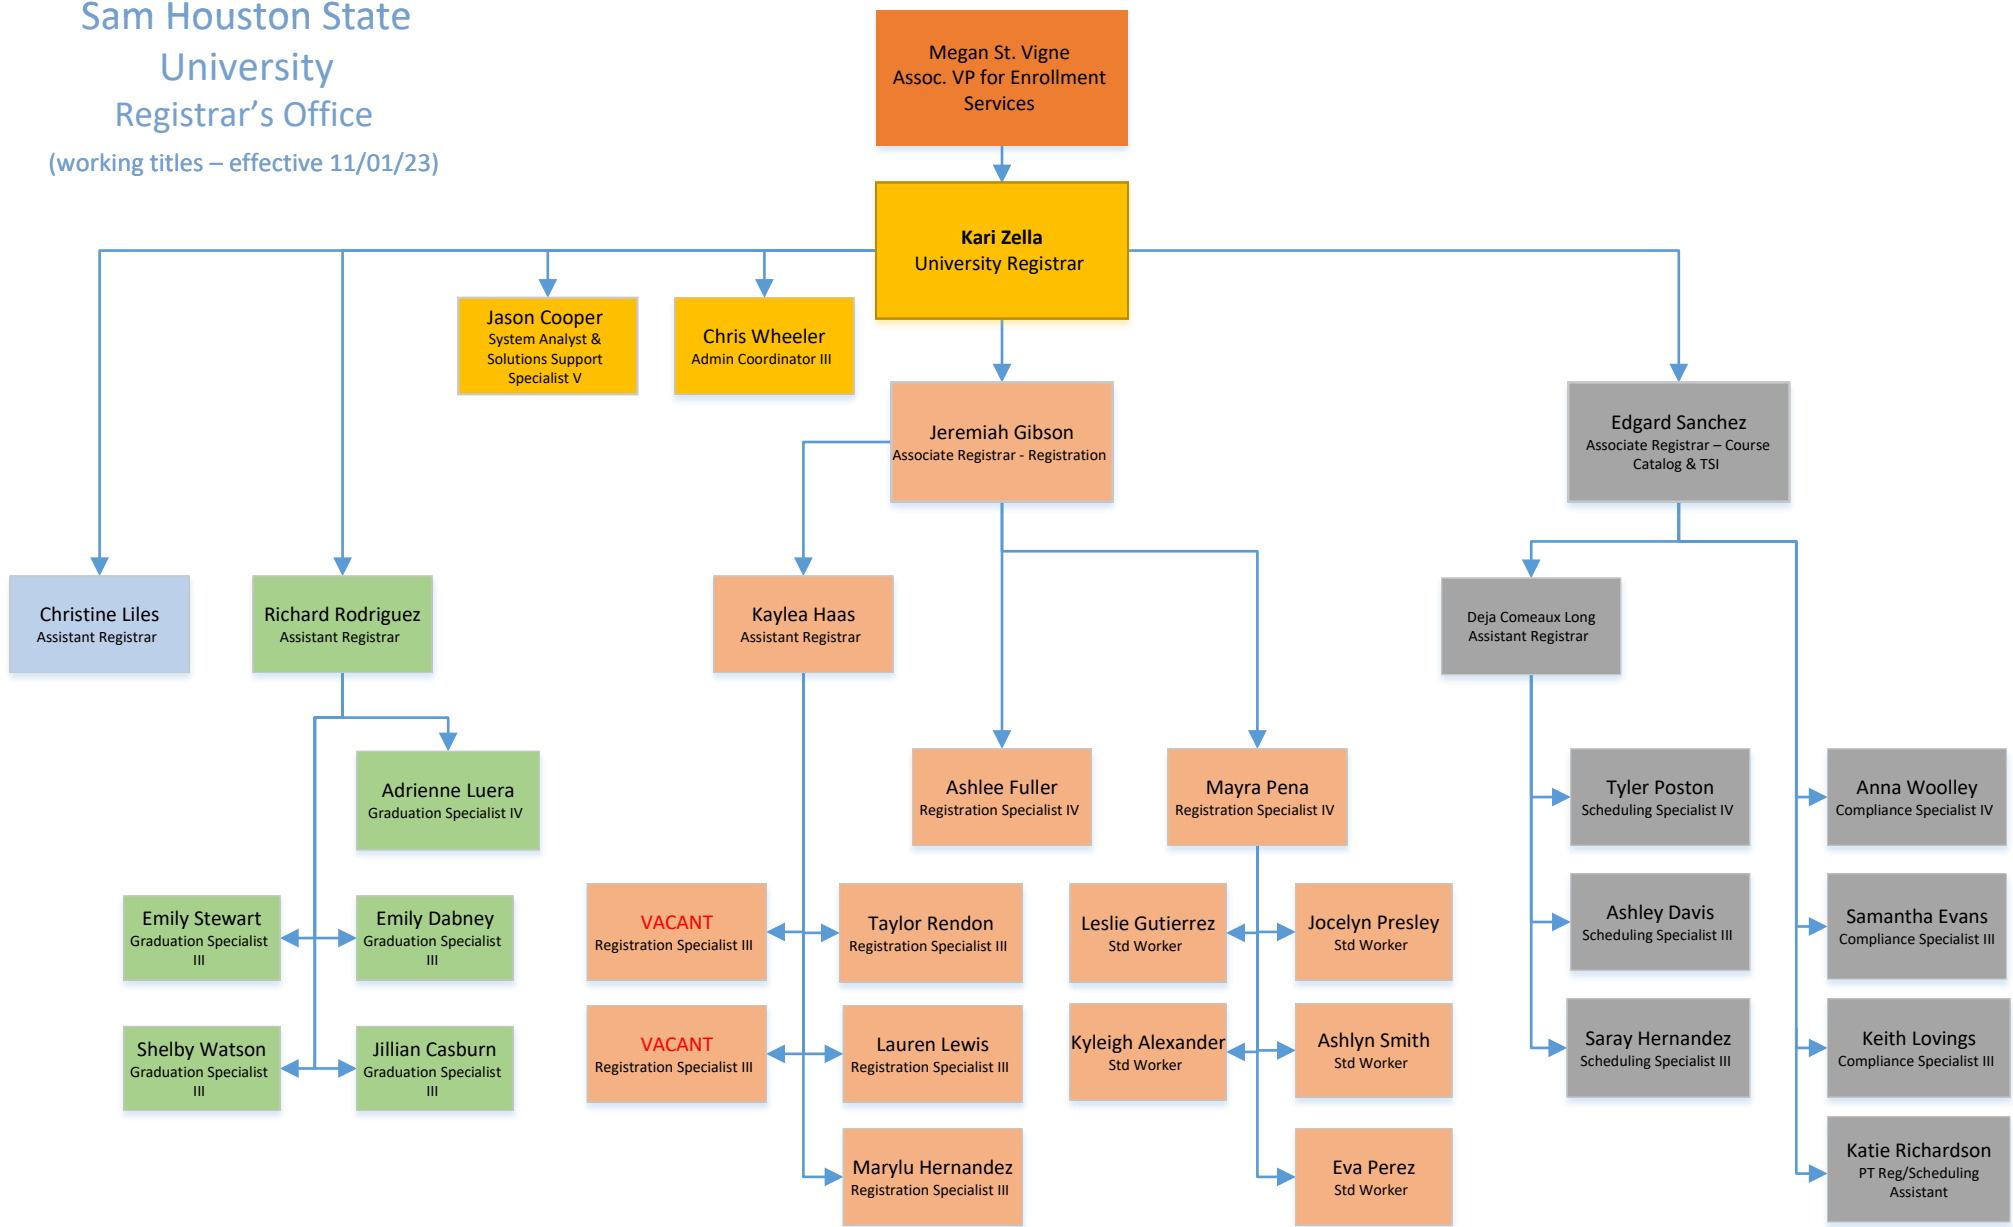 Sam Houston State
University
Registrar’s Office
(working titles – effective 11/01/23)
Megan St. Vigne
Assoc. VP for Enrollment
Services
Kari Zella
University Registrar
Jason Cooper
System Analyst &
Solutions Support
Specialist V
Chris Wheeler
Admin Coordinator III
Jeremiah Gibson
Associate Registrar - Registration
Edgard Sanchez
Associate Registrar – Course
Catalog & TSI
Christine Liles
Assistant Registrar
Richard Rodriguez
Assistant Registrar
Kaylea Haas
Assistant Registrar
Deja Comeaux Long
Assistant Registrar
Adrienne Luera
Graduation Specialist IV
Ashlee Fuller
Registration Specialist IV
Mayra Pena
Registration Specialist IV
Tyler Poston
Scheduling Specialist IV
Anna Woolley
Compliance Specialist IV
Emily Stewart
Graduation Specialist
III
Emily Dabney
Graduation Specialist
III
VACANT
Registration Specialist III
Taylor Rendon
Registration Specialist III
Leslie Gutierrez
Std Worker
Jocelyn Presley
Std Worker
Ashley Davis
Scheduling Specialist III
Samantha Evans
Compliance Specialist III
Shelby Watson
Graduation Specialist
III
Jillian Casburn
Graduation Specialist
III
VACANT
Registration Specialist III
Lauren Lewis
Registration Specialist III
Kyleigh Alexander
Std Worker
Ashlyn Smith
Std Worker
Saray Hernandez
Scheduling Specialist III
Keith Lovings
Compliance Specialist III
Marylu Hernandez
Registration Specialist III
Eva Perez
Std Worker
Katie Richardson
PT Reg/Scheduling
Assistant